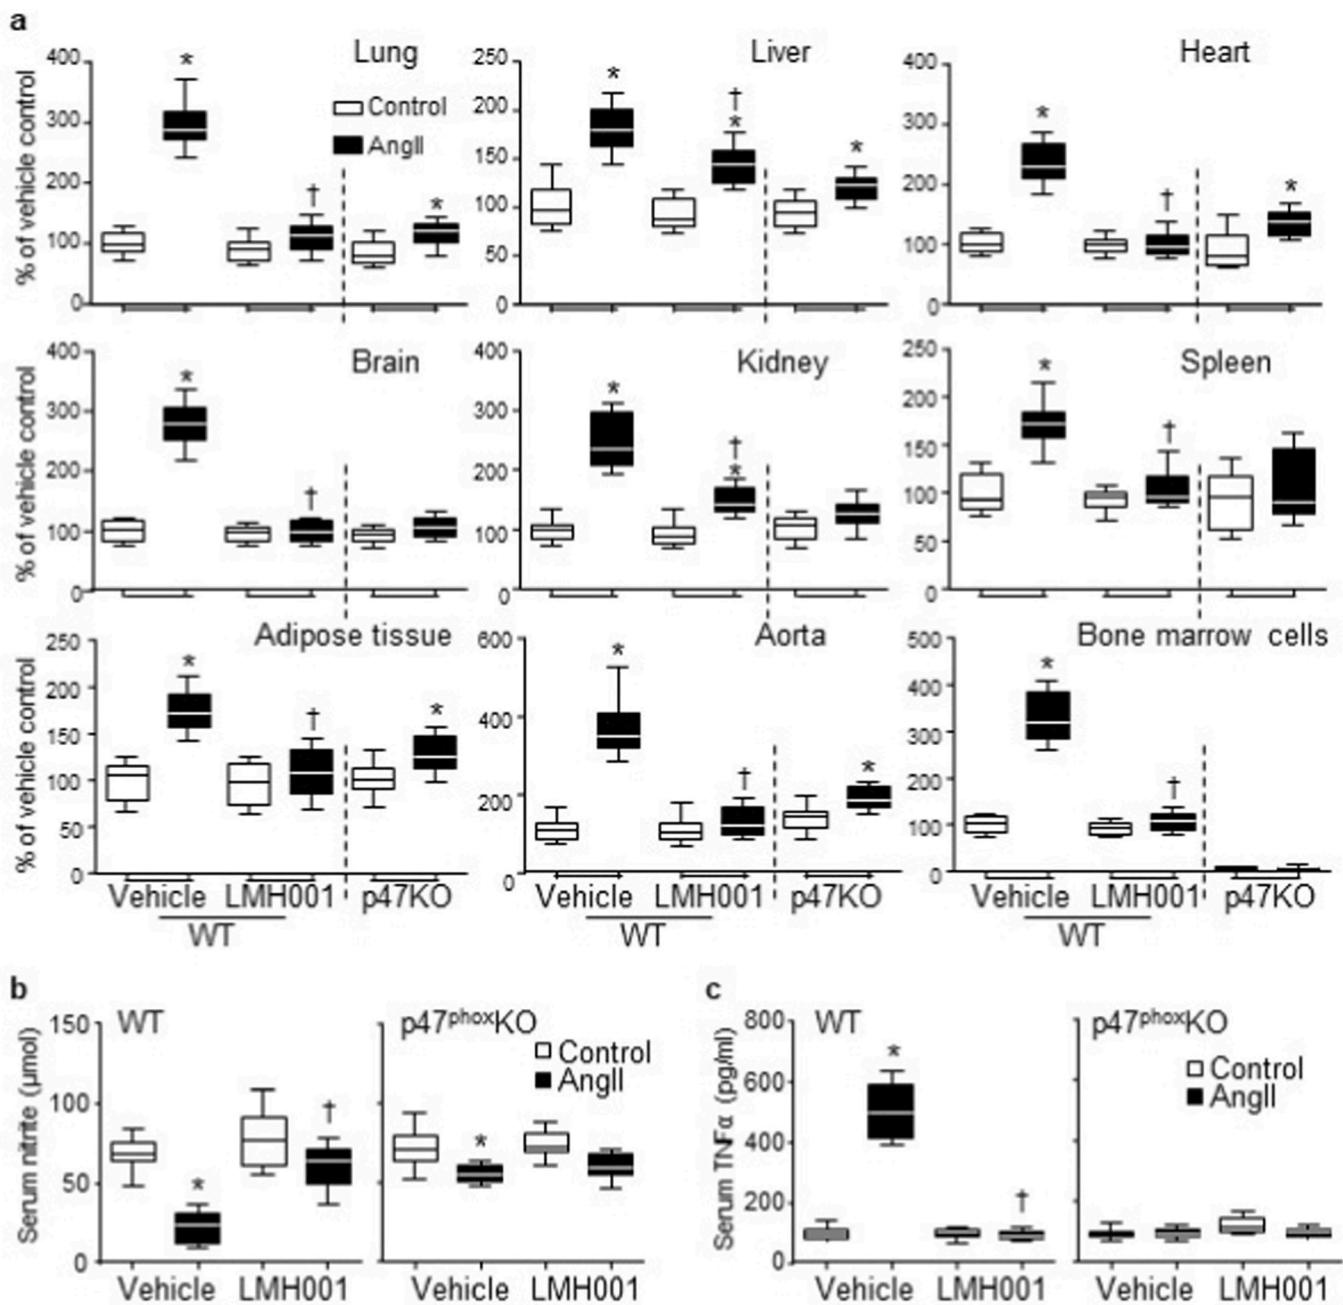 a
Lung
Liver
Heart
% of vehicle control
400
300
200
100
0
*
† 
*
Control
AngII
250
200
150
100
50
0
*
†
*
*
400
300
200
100
0
*
†
*
Brain
Kidney
Spleen
% of vehicle control
400
300
200
100
0
*
†
400
300
200
100
0
*
†
*
250
200
150
100
50
0
*
†
Adipose tissue
Aorta
Bone marrow cells
% of vehicle control
250
200
150
100
50
0
*
†
*
600
400
200
0
*
†
*
500
400
300
200
100
0
*
†
Vehicle LMH001 p47KO
WT
Vehicle LMH001 p47KO
WT
Vehicle LMH001 p47KO
WT
b
WT
p47phoxKO
Serum nitrite (µmol)
150
100
50
0
*
†
*
Control
AngII
Vehicle LMH001
Vehicle LMH001
c
WT
p47phoxKO
Serum TNFα (pg/ml)
800
600
400
200
0
*
†
Control
AngII
Vehicle LMH001
Vehicle LMH001